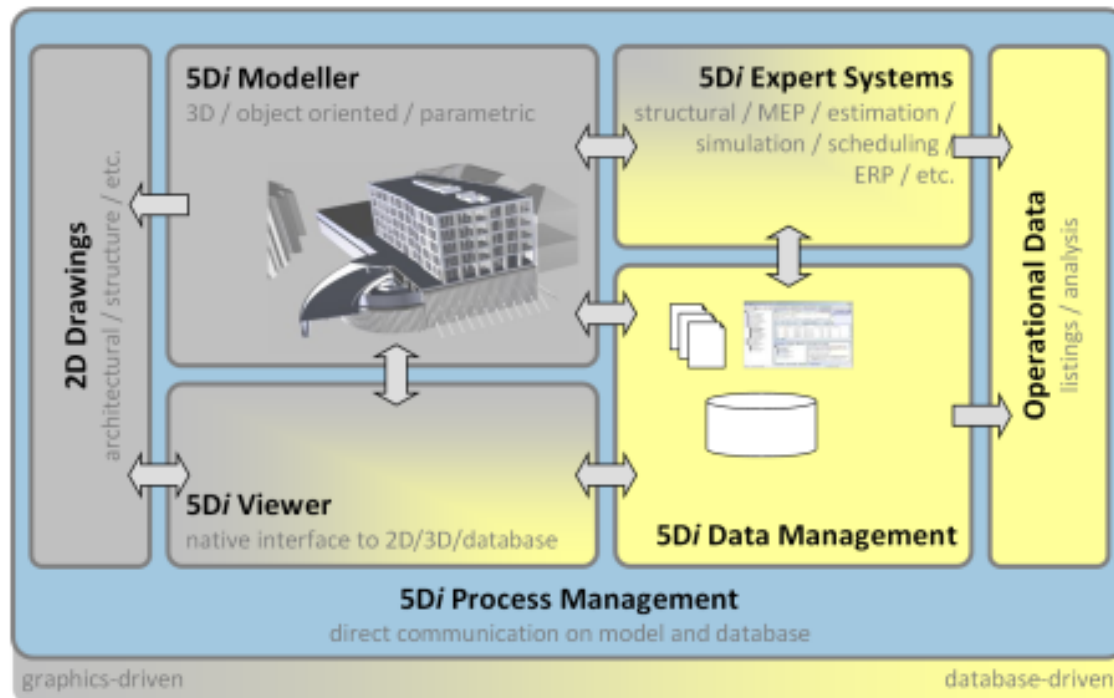 5Di Modeller
3D / object oriented / parametric
5Di Expert Systems
structural / MEP / estimation /
simulation / scheduling /
ERP / etc.
2D Drawings
architectural / structure / etc.
Operational Data
listings / analysis
5Di Viewer
native interface to 2D/3D/database
5Di Data Management
5Di Process Management
direct communication on model and database
graphics-driven
database-driven